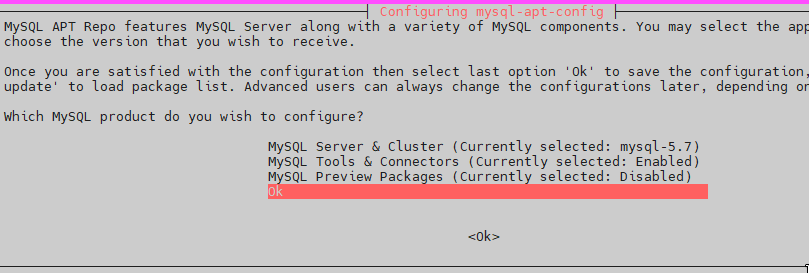 Configuring mysql-apt-config
MySQL APT Repo features MySQL Server along with a variety of MySQL components. You may select the app
choose the version that you wish to receive.
Once you are satisfied with the configuration then select last option 'Ok' to save the configuration,
update' to load package list. Advanced users can always change the configurations later, depending on
Which MySQL product do you wish to configure?
MySQL Server & Cluster (Currently selected: mysql-5.7)
MySQL Tools & Connectors (Currently selected: Enabled)
MySQL Preview Packages (Currently selected: Disabled)
Ok
<Ok>